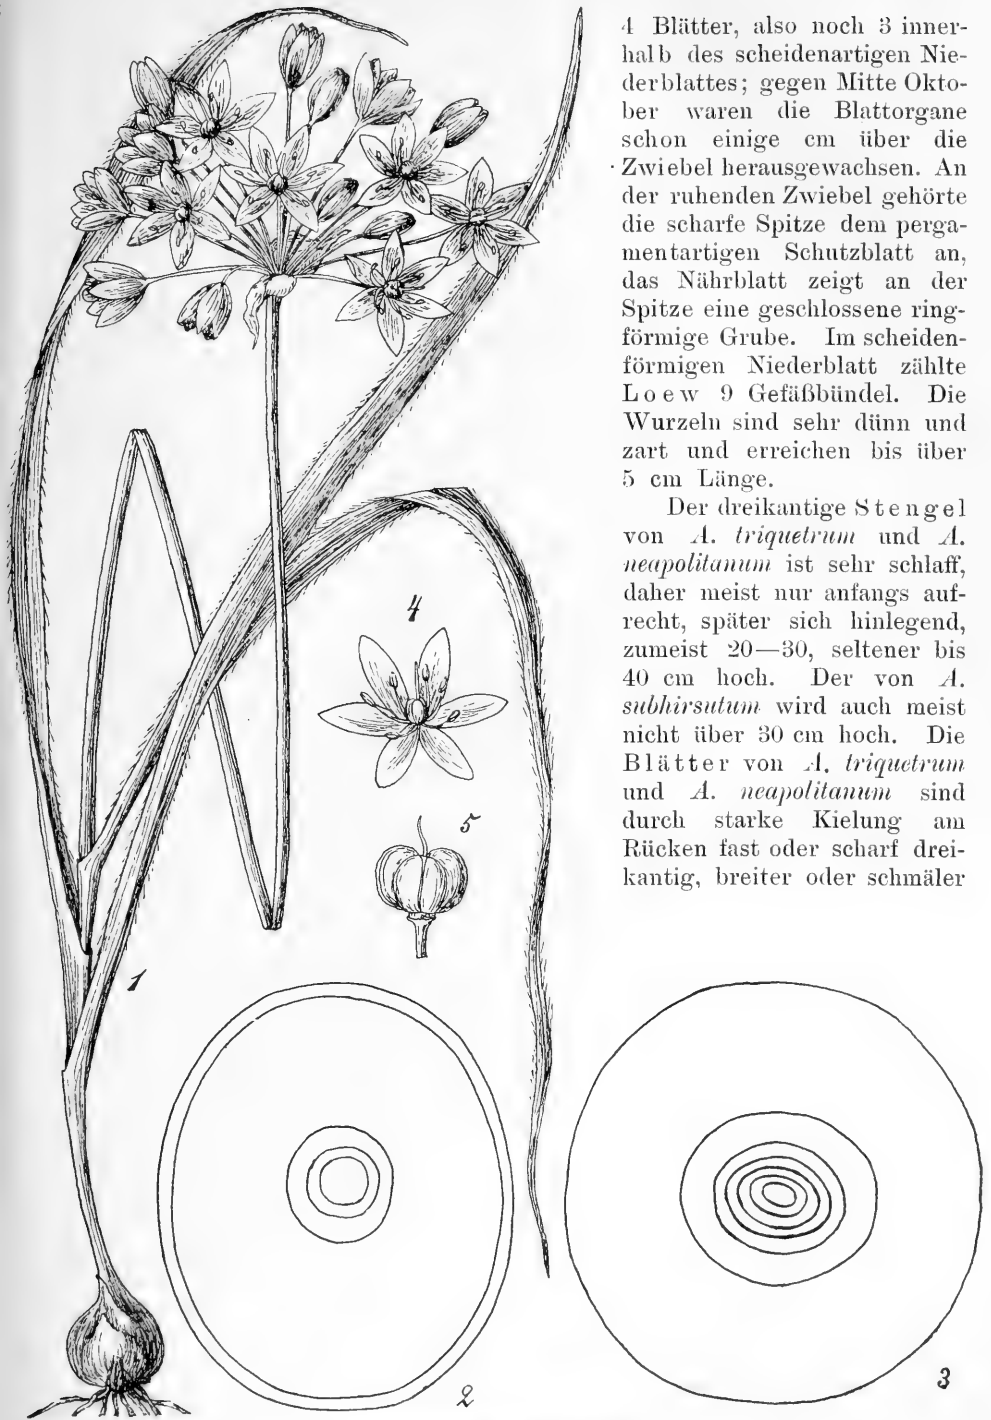 4 Blätter, also noch 3 inner-
halb des scheidenartigen Nie-
derblattes; gegen Mitte Okto-
ber waren die Blattorgane
schon einige cm über die
Zwiebel herausgewachsen. An
der ruhenden Zwiebel gehörte
die scharfe Spitze dem perga-
mentartigen Schutzblatt an,
das Nährblatt zeigt an der
Spitze eine geschlossene ring-
förmige Grube. Im scheiden-
förmigen Niederblatt zählte
Loew 9 Gefäßbündel. Die
Wurzeln sind sehr dünn und
zart und erreichen bis über
5 cm Länge.
Der dreikantige Stengel
von A. triquetrum und A.
neapolitanum ist sehr schlaff,
daher meist nur anfangs auf-
recht, später sich hinlegend,
zumeist 20—30, seltener bis
40 cm hoch. Der von A.
subhirsutum wird auch meist
nicht über 30 cm hoch. Die
Blätter von A. triquetrum
und A. neapolitanum sind
durch starke Kielung am
Rücken fast oder scharf drei-
kantig, breiter oder schmäler
4
5
1
2
3